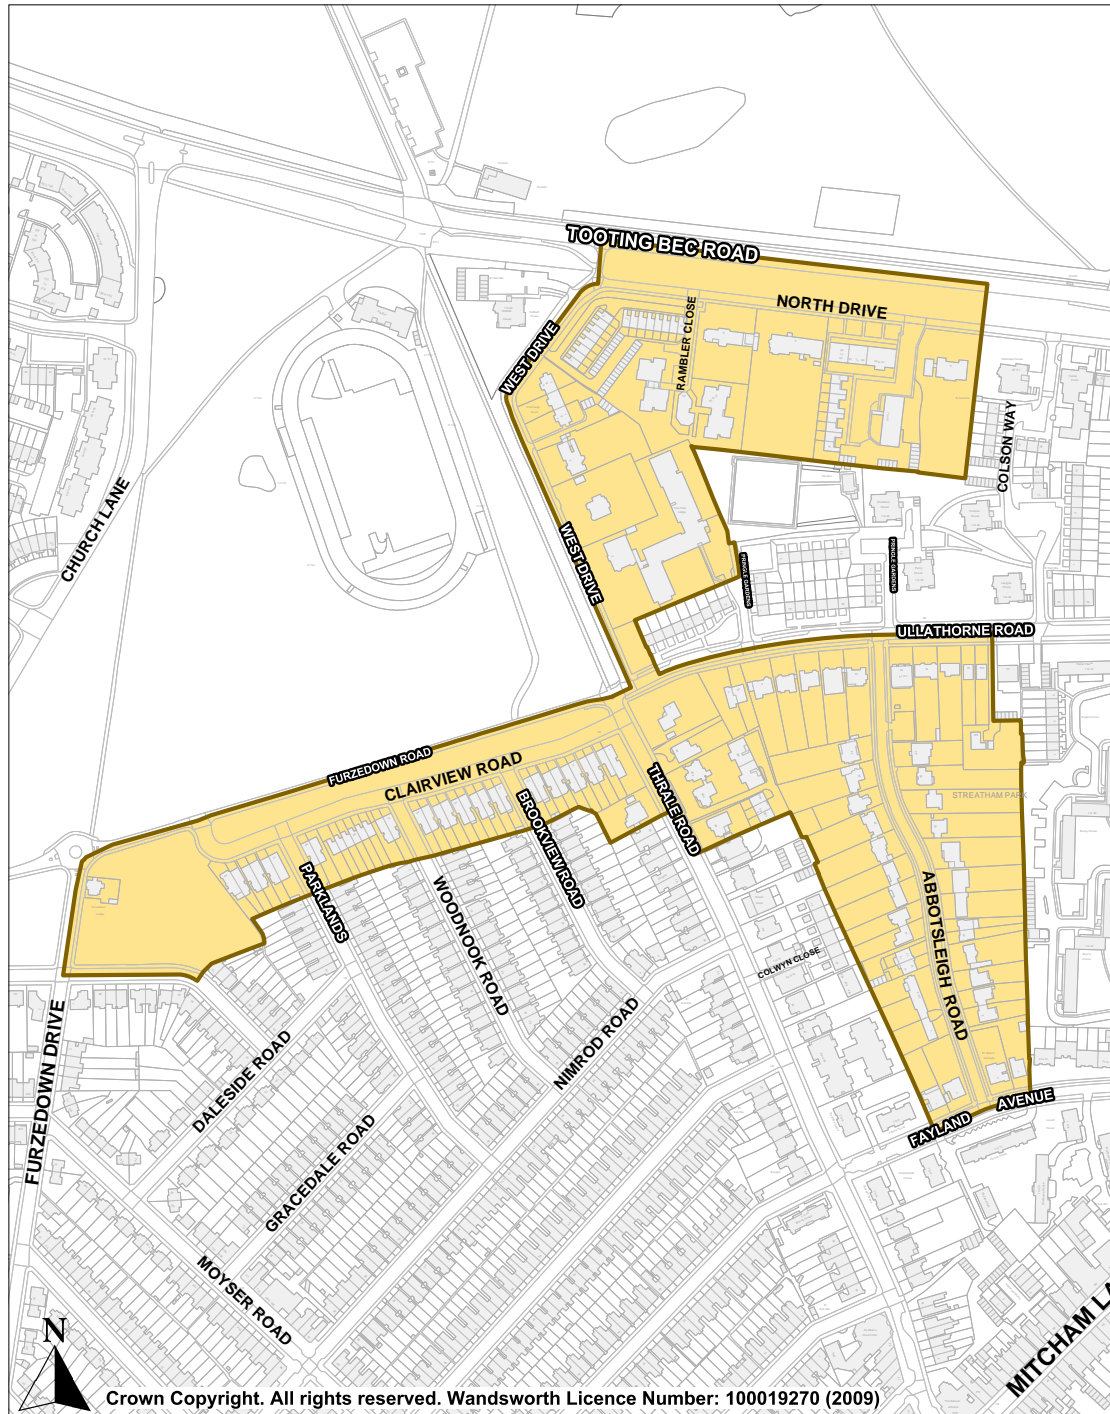 TOOTING BEC ROAD
NORTH DRIVE
RAMBLER CLOSE
WEST DRIVE
COLSON WAY
CHURCH LANE
WEST DRIVE
PRINGLE GARDENS
PRINGLE GARDENS
ULLATHORNE ROAD
FURZEDOWN ROAD
CLAIRVIEW ROAD
THRALE ROAD
BROOKVIEW ROAD
STREATHAM PARK
PARKLANDS
WOODNOOK ROAD
ABBOTSLEIGH ROAD
COLWYN CLOSE
FURZEDOWN DRIVE
DALESIDE ROAD
NIMROD ROAD
GRACEDALE ROAD
FAYLAND AVENUE
MOYSER ROAD
MITCHAM LA
N
Crown Copyright. All rights reserved. Wandsworth Licence Number: 100019270 (2009)